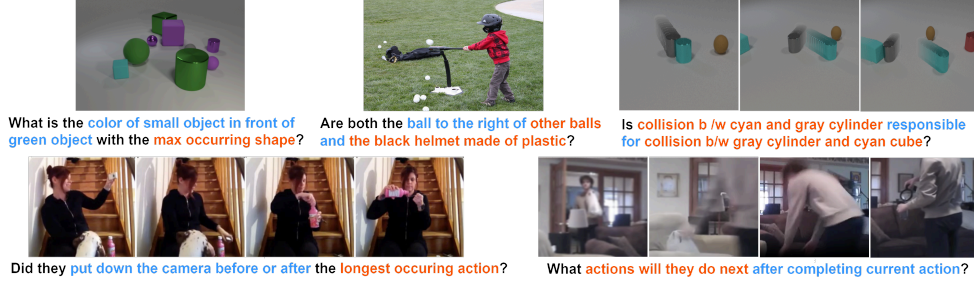 What is the color of small object in front of
green object with the max occurring shape?
Are both the ball to the right of other balls
and the black helmet made of plastic?
Is collision b /w cyan and gray cylinder responsible
for collision b/w gray cylinder and cyan cube?
Did they put down the camera before or after the longest occuring action?
What actions will they do next after completing current action?